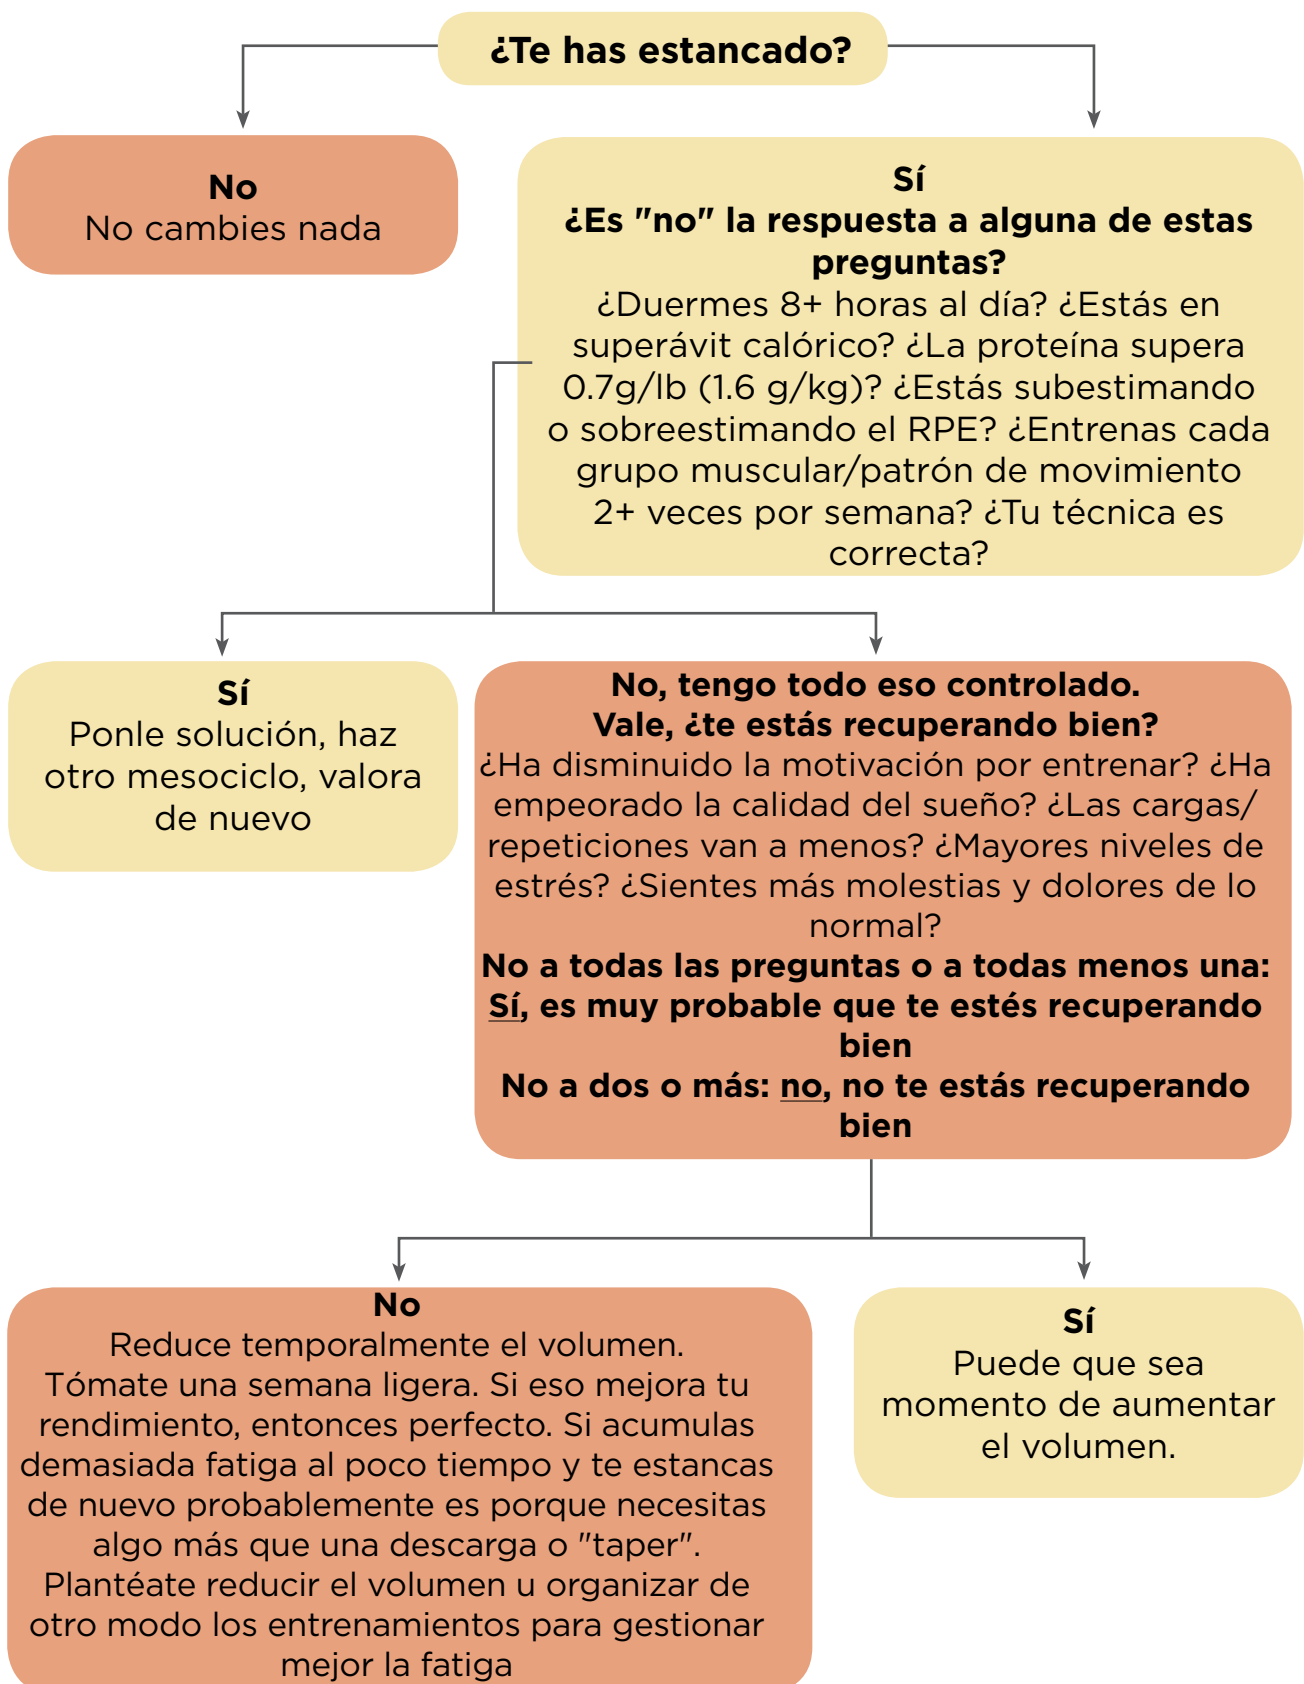 ¿Te has estancado?
No
No cambies nada
Sí
¿Es "no" la respuesta a alguna de estas
preguntas?
¿Duermes 8+ horas al día? ¿Estás en
superávit calórico? ¿La proteína supera
0.7g/lb (1.6 g/kg)? ¿Estás subestimando
o sobreestimando el RPE? ¿Entrenas cada
grupo muscular/patrón de movimiento
2+ veces por semana? ¿Tu técnica es
correcta?
Sí
Ponle solución, haz
otro mesociclo, valora
de nuevo
No, tengo todo eso controlado.
Vale, ¿te estás recuperando bien?
¿Ha disminuido la motivación por entrenar? ¿Ha
empeorado la calidad del sueño? ¿Las cargas/
repeticiones van a menos? ¿Mayores niveles de
estrés? ¿Sientes más molestias y dolores de lo
normal?
No a todas las preguntas o a todas menos una:
Sí, es muy probable que te estés recuperando
bien
No a dos o más: no, no te estás recuperando
bien
No
Reduce temporalmente el volumen.
Tómate una semana ligera. Si eso mejora tu
rendimiento, entonces perfecto. Si acumulas
demasiada fatiga al poco tiempo y te estancas
de nuevo probablemente es porque necesitas
algo más que una descarga o "taper".
Plantéate reducir el volumen u organizar de
otro modo los entrenamientos para gestionar
mejor la fatiga
Sí
Puede que sea
momento de aumentar
el volumen.